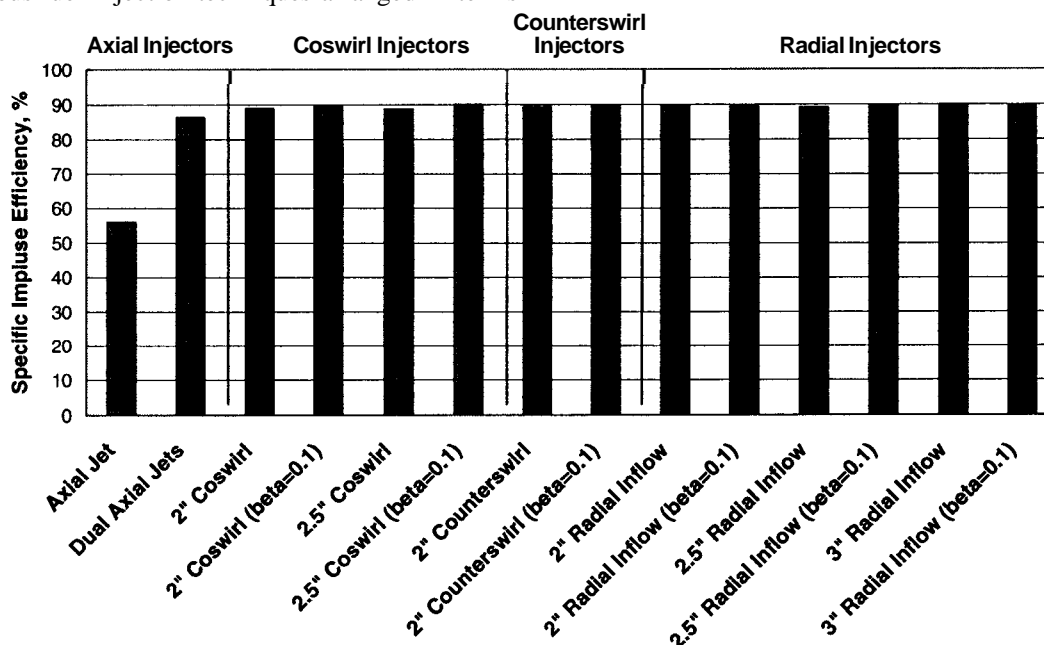 Axial Injectors
Coswirl Injectors
Counterswirl
Injectors
Radial Injectors
Specific Impluse Efficiency, %
100
90
80
70
60
50
40
30
20
10
0
Axial Jet
Dual Axial Jets
2" Coswirl
2" Coswirl (beta=0.1)
2.5" Coswirl
2.5" Coswirl (beta=0.1)
2" Counterswirl
2" Counterswirl (beta=0.1)
2" Radial Inflow
2" Radial Inflow (beta=0.1)
2.5" Radial Inflow
2.5" Radial Inflow (beta=0.1)
3" Radial Inflow
3" Radial Inflow (beta=0.1)